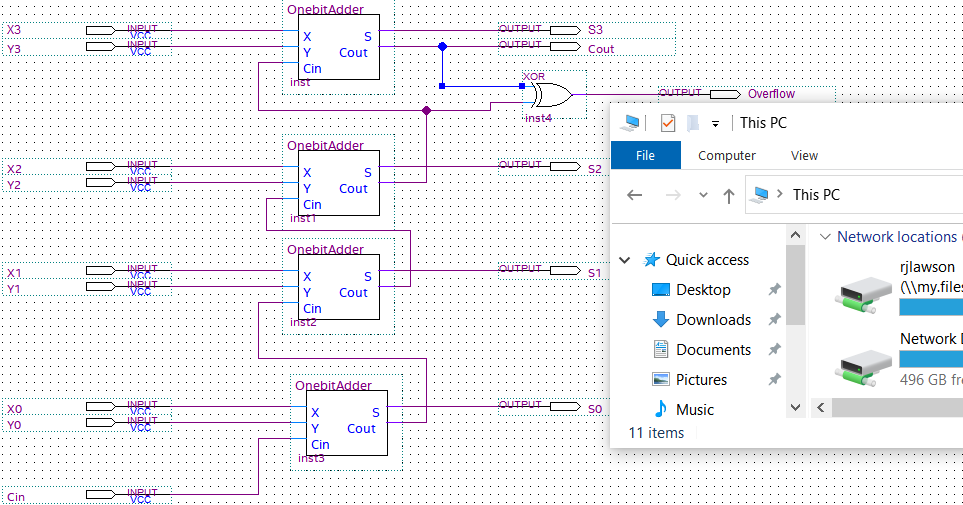 OnebitAdder
X3 INPUT VCC X S OUTPUT S3
Y3 INPUT VCC Y Cout OUTPUT Cout
Cin
inst
XOR
inst4
OUTPUT Overflow
OnebitAdder
X2 INPUT VCC X S OUTPUT S2
Y2 INPUT VCC Y Cout
Cin
inst1
OnebitAdder
X1 INPUT VCC X S OUTPUT S1
Y1 INPUT VCC Y Cout
Cin
inst2
OnebitAdder
X0 INPUT VCC X S OUTPUT S0
Y0 INPUT VCC Y Cout
Cin
inst3
Cin INPUT VCC
This PC
File Computer View
This PC
Quick access
Desktop
Downloads
Documents
Pictures
Music
Network locations
rjlawson
(\\my.files
Network
496 GB
11 items